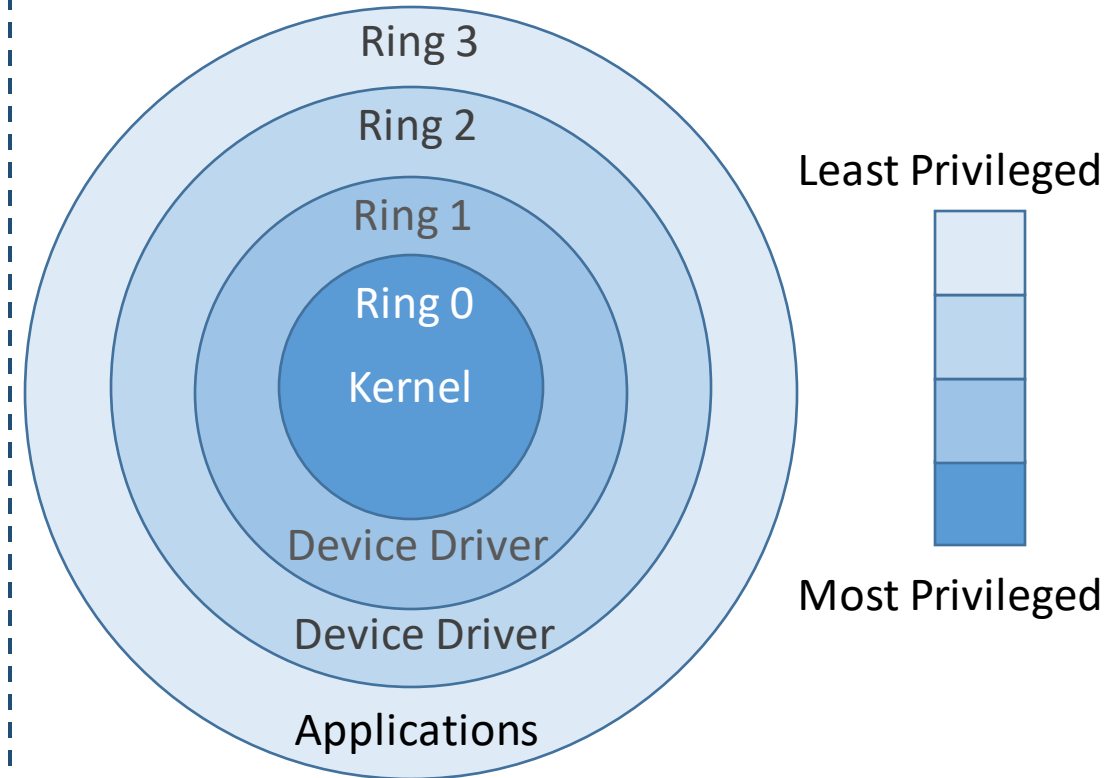 Ring 3
Ring 2
Ring 1
Ring 0
Kernel
Device Driver
Device Driver
Applications
Least Privileged
Most Privileged